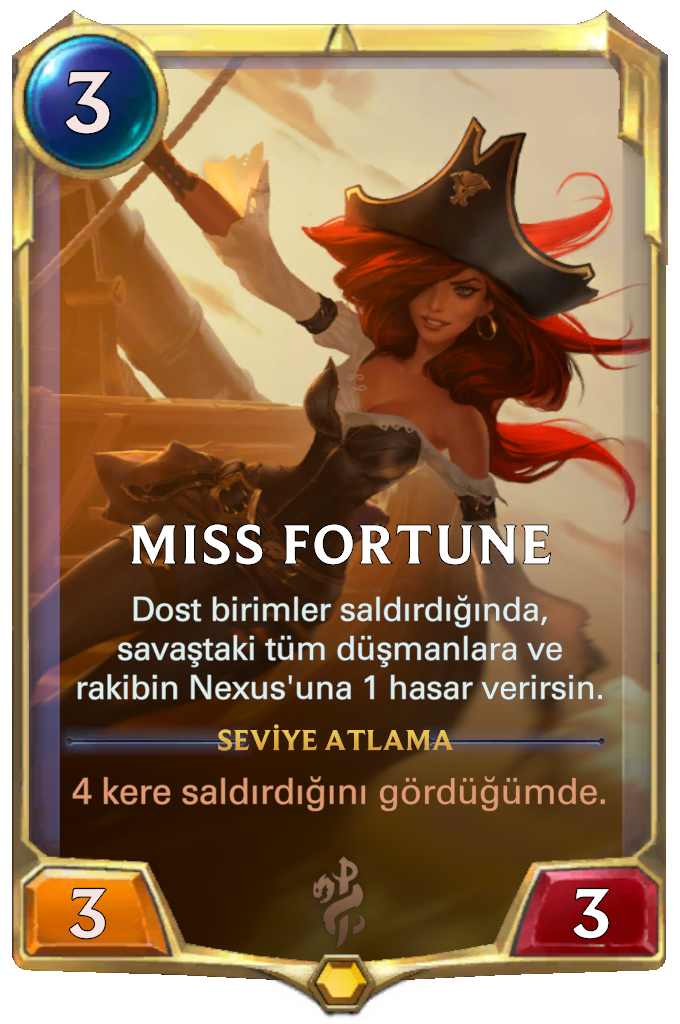 3
MISS FORTUNE
Dost birimler saldırdığında,
savaştaki tüm düşmanlara ve
rakibin Nexus'una 1 hasar verirsin.
SEVİYE ATLAMA
4 kere saldırdığını gördüğümde.
3
3